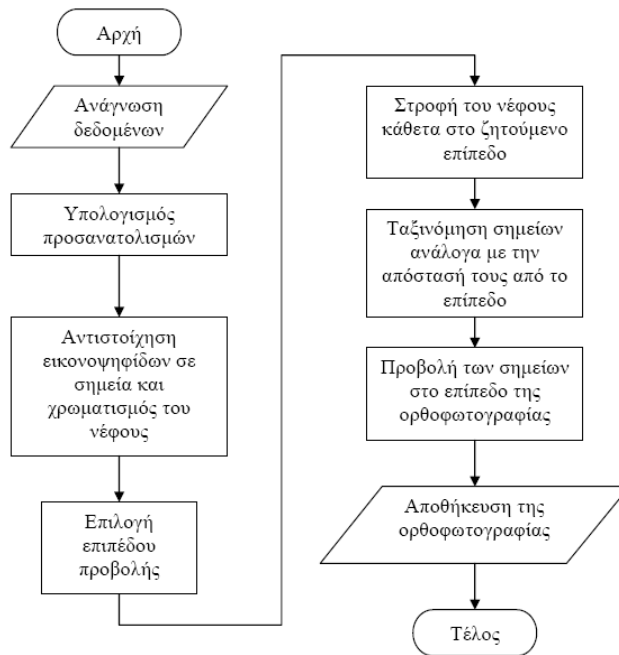 Αρχή
Ανάγνωση
δεδομένων
Υπολογισμός
προσανατολισμών
Αντιστοίχηση
εικονοψηφίδων σε
σημεία και
χρωματισμός του
νέφους
Επιλογή
επιπέδου
προβολής
Στροφή του νέφους
κάθετα στο ζητούμενο
επίπεδο
Ταξινόμηση σημείων
ανάλογα με την
απόστασή τους από το
επίπεδο
Προβολή των σημείων
στο επίπεδο της
ορθοφωτογραφίας
Αποθήκευση της
ορθοφωτογραφίας
Τέλος